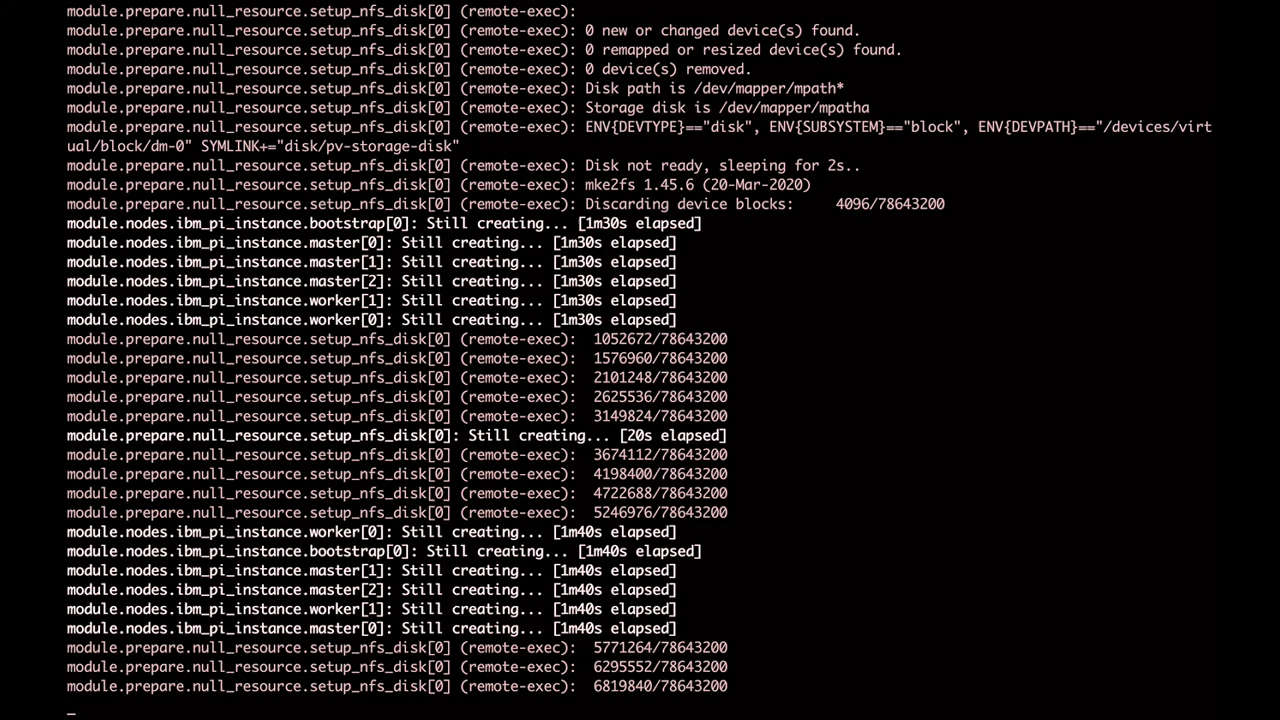 module.prepare.null_resource.setup_nfs_disk[0] (remote-exec):
module.prepare.null_resource.setup_nfs_disk[0] (remote-exec): 0 new or changed device(s) found.
module.prepare.null_resource.setup_nfs_disk[0] (remote-exec): 0 remapped or resized device(s) found.
module.prepare.null_resource.setup_nfs_disk[0] (remote-exec): 0 device(s) removed.
module.prepare.null_resource.setup_nfs_disk[0] (remote-exec): Disk path is /dev/mapper/mpath*
module.prepare.null_resource.setup_nfs_disk[0] (remote-exec): Storage disk is /dev/mapper/mpatha
module.prepare.null_resource.setup_nfs_disk[0] (remote-exec): ENV{DEVTYPE}=="disk", ENV{SUBSYSTEM}=="block", ENV{DEVPATH}=="/devices/virt
ual/block/dm-0" SYMLINK+="disk/pv-storage-disk"
module.prepare.null_resource.setup_nfs_disk[0] (remote-exec): Disk not ready, sleeping for 2s..
module.prepare.null_resource.setup_nfs_disk[0] (remote-exec): mke2fs 1.45.6 (20-Mar-2020)
module.prepare.null_resource.setup_nfs_disk[0] (remote-exec): Discarding device blocks:     4096/78643200
module.nodes.ibm_pi_instance.bootstrap[0]: Still creating... [1m30s elapsed]
module.nodes.ibm_pi_instance.master[0]: Still creating... [1m30s elapsed]
module.nodes.ibm_pi_instance.master[1]: Still creating... [1m30s elapsed]
module.nodes.ibm_pi_instance.master[2]: Still creating... [1m30s elapsed]
module.nodes.ibm_pi_instance.worker[1]: Still creating... [1m30s elapsed]
module.nodes.ibm_pi_instance.worker[0]: Still creating... [1m30s elapsed]
module.prepare.null_resource.setup_nfs_disk[0] (remote-exec):  1052672/78643200
module.prepare.null_resource.setup_nfs_disk[0] (remote-exec):  1576960/78643200
module.prepare.null_resource.setup_nfs_disk[0] (remote-exec):  2101248/78643200
module.prepare.null_resource.setup_nfs_disk[0] (remote-exec):  2625536/78643200
module.prepare.null_resource.setup_nfs_disk[0] (remote-exec):  3149824/78643200
module.prepare.null_resource.setup_nfs_disk[0]: Still creating... [20s elapsed]
module.prepare.null_resource.setup_nfs_disk[0] (remote-exec):  3674112/78643200
module.prepare.null_resource.setup_nfs_disk[0] (remote-exec):  4198400/78643200
module.prepare.null_resource.setup_nfs_disk[0] (remote-exec):  4722688/78643200
module.prepare.null_resource.setup_nfs_disk[0] (remote-exec):  5246976/78643200
module.nodes.ibm_pi_instance.worker[0]: Still creating... [1m40s elapsed]
module.nodes.ibm_pi_instance.bootstrap[0]: Still creating... [1m40s elapsed]
module.nodes.ibm_pi_instance.master[1]: Still creating... [1m40s elapsed]
module.nodes.ibm_pi_instance.master[2]: Still creating... [1m40s elapsed]
module.nodes.ibm_pi_instance.worker[1]: Still creating... [1m40s elapsed]
module.nodes.ibm_pi_instance.master[0]: Still creating... [1m40s elapsed]
module.prepare.null_resource.setup_nfs_disk[0] (remote-exec):  5771264/78643200
module.prepare.null_resource.setup_nfs_disk[0] (remote-exec):  6295552/78643200
module.prepare.null_resource.setup_nfs_disk[0] (remote-exec):  6819840/78643200